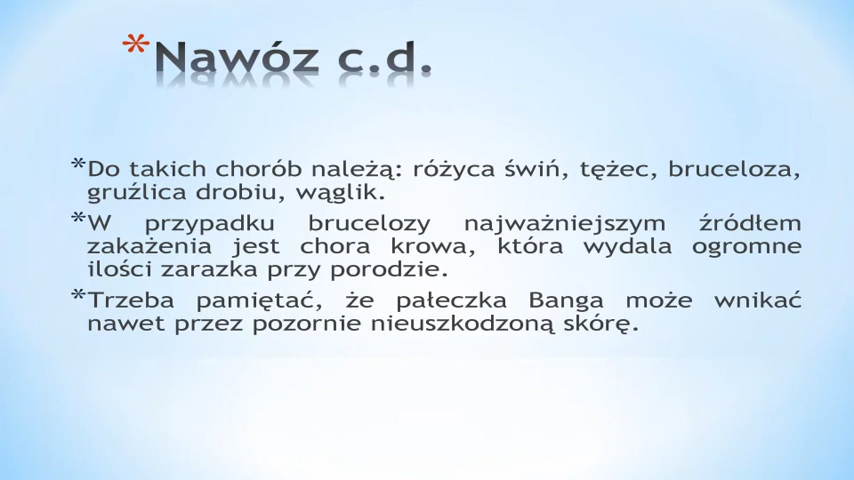 *Nawóz c.d.
*Do takich chorób należą: różyca świń, tężec, bruceloza,
gruźlica drobiu, wąglik.
*W przypadku brucelozy najważniejszym źródłem
zakażenia jest chora krowa, która wydala ogromne
ilości zarazka przy porodzie.
*Trzeba pamiętać, że pałeczka Banga może wnikać
nawet przez pozornie nieuszkodzoną skórę.